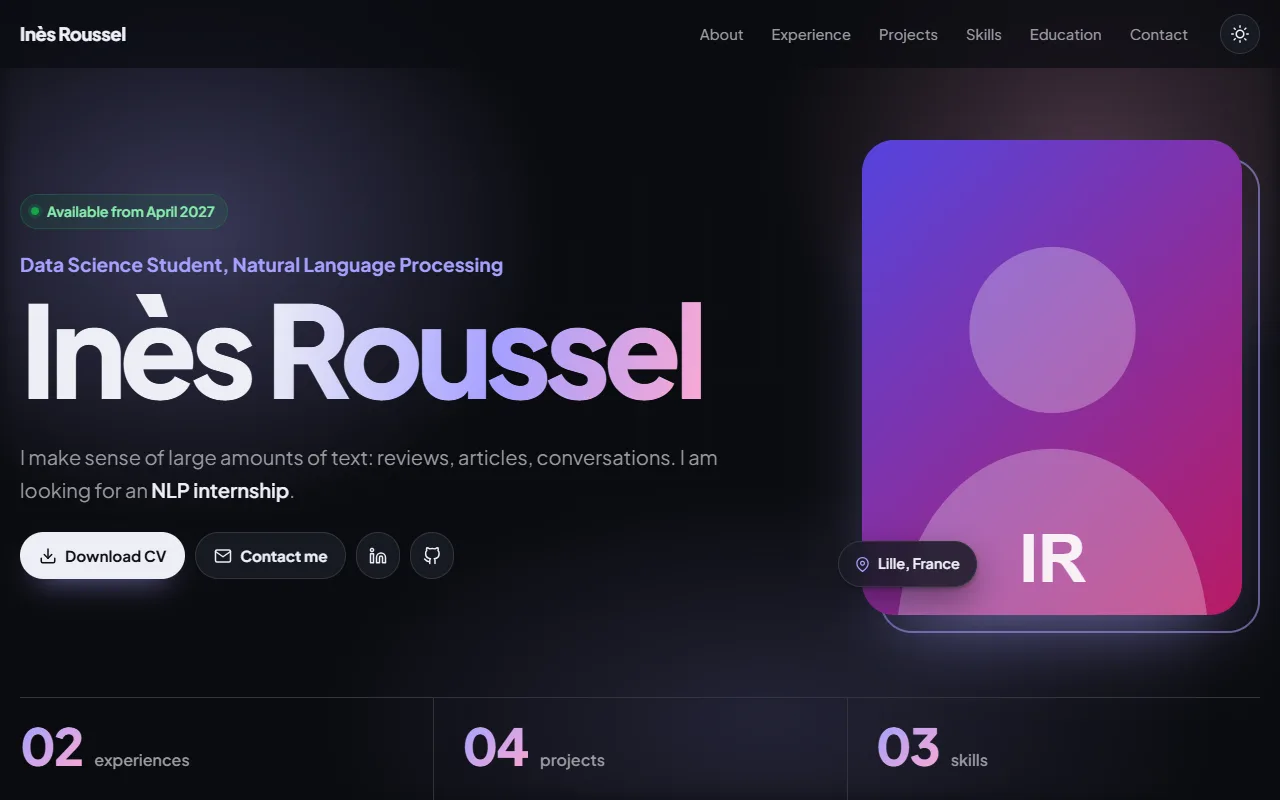 Inès Roussel
About
Experience
Projects
Skills
Education
Contact
Available from April 2027
Data Science Student, Natural Language Processing
Inès Roussel
I make sense of large amounts of text: reviews, articles, conversations. I am
looking for an NLP internship.
Download CV
Contact me
IR
Lille, France
02 experiences
04 projects
03 skills